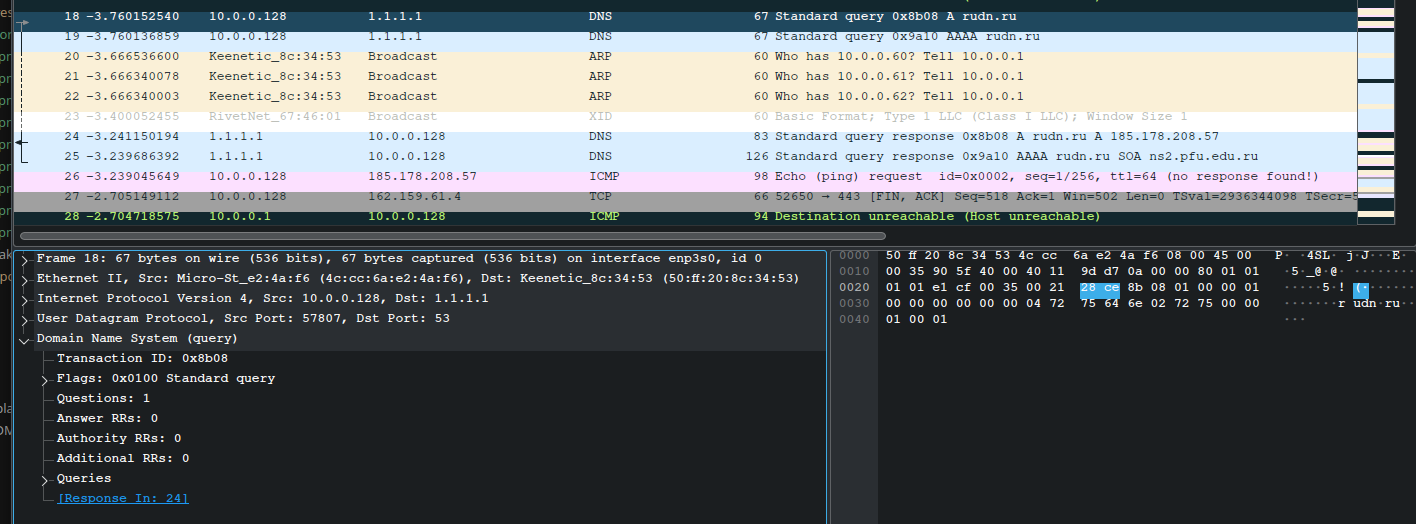 18 -3.760152540 10.0.0.128 1.1.1.1 DNS 67 Standard query 0x8b08 A rudn.ru
19 -3.760136859 10.0.0.128 1.1.1.1 DNS 67 Standard query 0x9a10 AAAA rudn.ru
20 -3.666536600 Keenetic_8c:34:53 Broadcast ARP 60 Who has 10.0.0.60? Tell 10.0.0.1
21 -3.666340078 Keenetic_8c:34:53 Broadcast ARP 60 Who has 10.0.0.61? Tell 10.0.0.1
22 -3.666340003 Keenetic_8c:34:53 Broadcast ARP 60 Who has 10.0.0.62? Tell 10.0.0.1
23 -3.400052455 RivetNet_67:46:01 Broadcast XID 60 Basic Format; Type 1 LLC (Class I LLC); Window Size 1
24 -3.241150194 1.1.1.1 10.0.0.128 DNS 83 Standard query response 0x8b08 A rudn.ru A 185.178.208.57
25 -3.239686392 1.1.1.1 10.0.0.128 DNS 126 Standard query response 0x9a10 AAAA rudn.ru SOA ns2.pfu.edu.ru
26 -3.239045649 10.0.0.128 185.178.208.57 ICMP 98 Echo (ping) request id=0x0002, seq=1/256, ttl=64 (no response found!)
27 -2.705149112 10.0.0.128 162.159.61.4 TCP 66 52650 → 443 [FIN, ACK] Seq=518 Ack=1 Win=502 Len=0 TSval=2936344098 TSecr=5
28 -2.704718575 10.0.0.1 10.0.0.128 ICMP 94 Destination unreachable (Host unreachable)
Frame 18: 67 bytes on wire (536 bits), 67 bytes captured (536 bits) on interface enp3s0, id 0
Ethernet II, Src: Micro-St_e2:4a:f6 (4c:cc:6a:e2:4a:f6), Dst: Keenetic_8c:34:53 (50:ff:20:8c:34:53)
Internet Protocol Version 4, Src: 10.0.0.128, Dst: 1.1.1.1
User Datagram Protocol, Src Port: 57807, Dst Port: 53
Domain Name System (query)
Transaction ID: 0x8b08
Flags: 0x0100 Standard query
Questions: 1
Answer RRs: 0
Authority RRs: 0
Additional RRs: 0
Queries
[Response In: 24]
0000 50 ff 20 8c 34 53 4c cc 6a e2 4a f6 08 00 45 00 P· ·4SL· j·J···E·
0010 00 35 90 5f 40 00 40 11 9d d7 0a 00 00 80 01 01 ·5·_@·@· ········
0020 01 01 e1 cf 00 35 00 21 28 ce 8b 08 01 00 00 01 ·····5·! (·······
0030 00 00 00 00 00 00 04 72 75 64 6e 02 72 75 00 00 ·······r udn·ru··
0040 01 00 01 ···